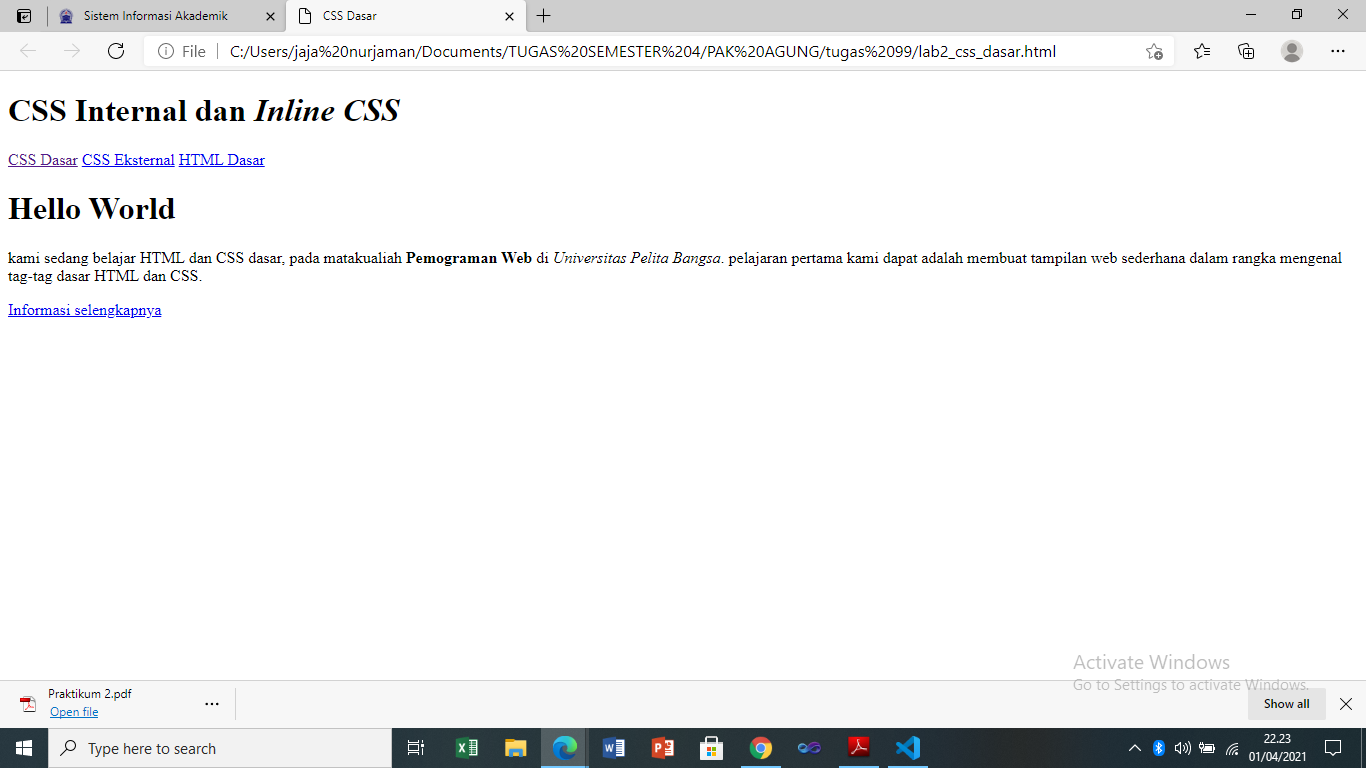 Sistem Informasi Akademik
CSS Dasar
File
C:/Users/jaja%20nurjaman/Documents/TUGAS%20SEMESTER%204/PAK%20AGUNG/tugas%2099/lab2_css_dasar.html
CSS Internal dan Inline CSS
CSS Dasar CSS Eksternal HTML Dasar
Hello World
kami sedang belajar HTML dan CSS dasar, pada matakualiah Pemograman Web di Universitas Pelita Bangsa. pelajaran pertama kami dapat adalah membuat tampilan web sederhana dalam rangka mengenal
tag-tag dasar HTML dan CSS.
Informasi selengkapnya
Activate Windows
Go to Settings to activate Windows.
Praktikum 2.pdf
Open file
Show all
Type here to search
22.23
01/04/2021